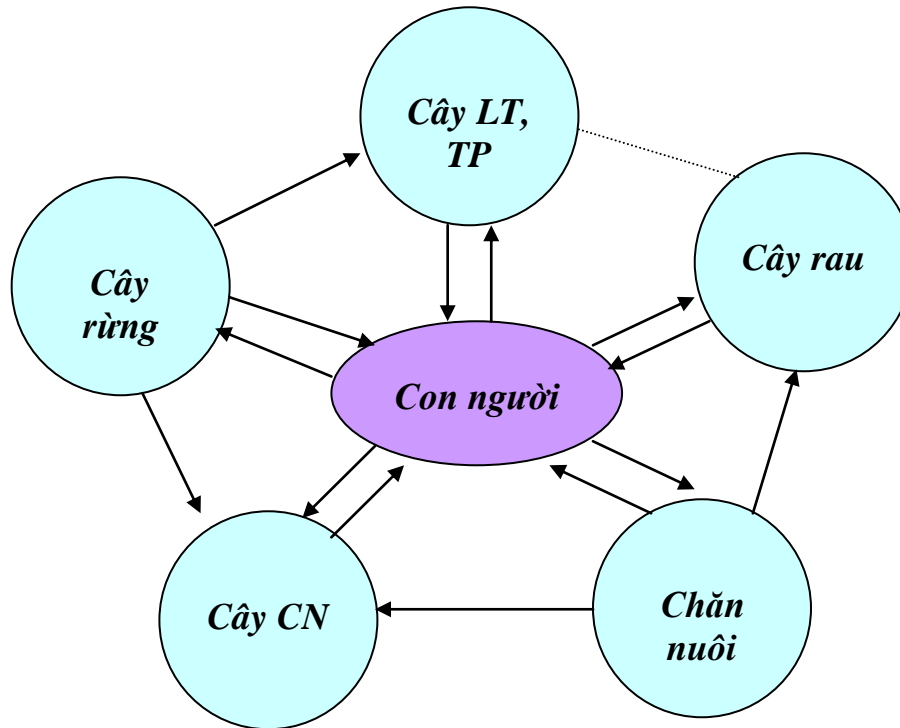 Cây LT,
TP
Cây rau
Cây
rừng
Con người
Cây CN
Chăn
nuôi